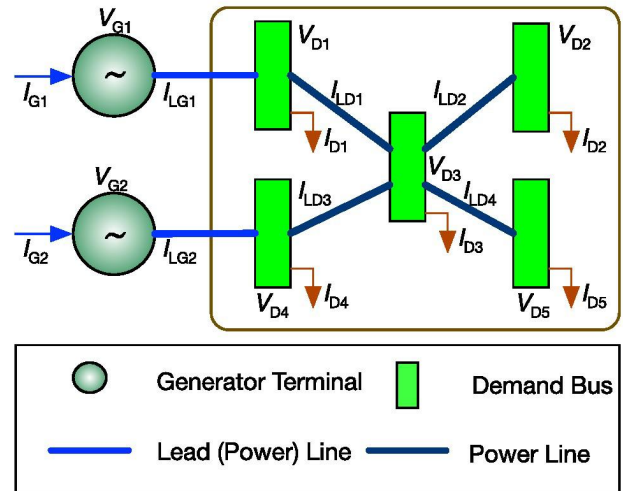 V_G1
V_D1
V_D2
~
I_G1
I_LG1
I_LD1
I_LD2
I_D1
I_D2
V_G2
V_D3
I_LD3
I_LD4
~
I_G2
I_LG2
I_D3
V_D4
I_D4
V_D5
I_D5
Generator Terminal
Demand Bus
Lead (Power) Line
Power Line